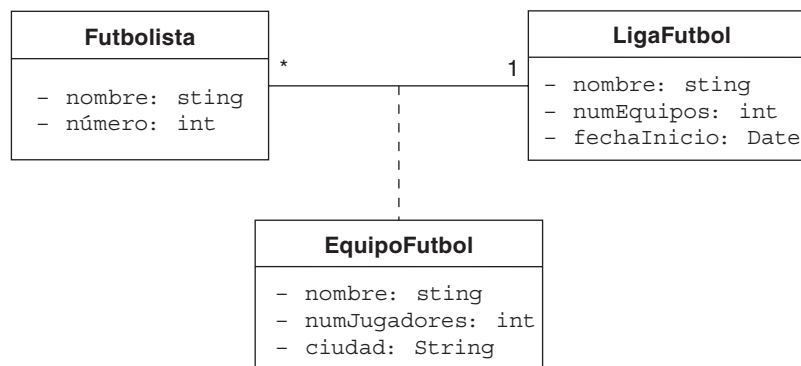 Futbolista
- nombre: sting
- número: int
*
1
LigaFutbol
- nombre: sting
- numEquipos: int
- fechaInicio: Date
EquipoFutbol
- nombre: sting
- numJugadores: int
- ciudad: String